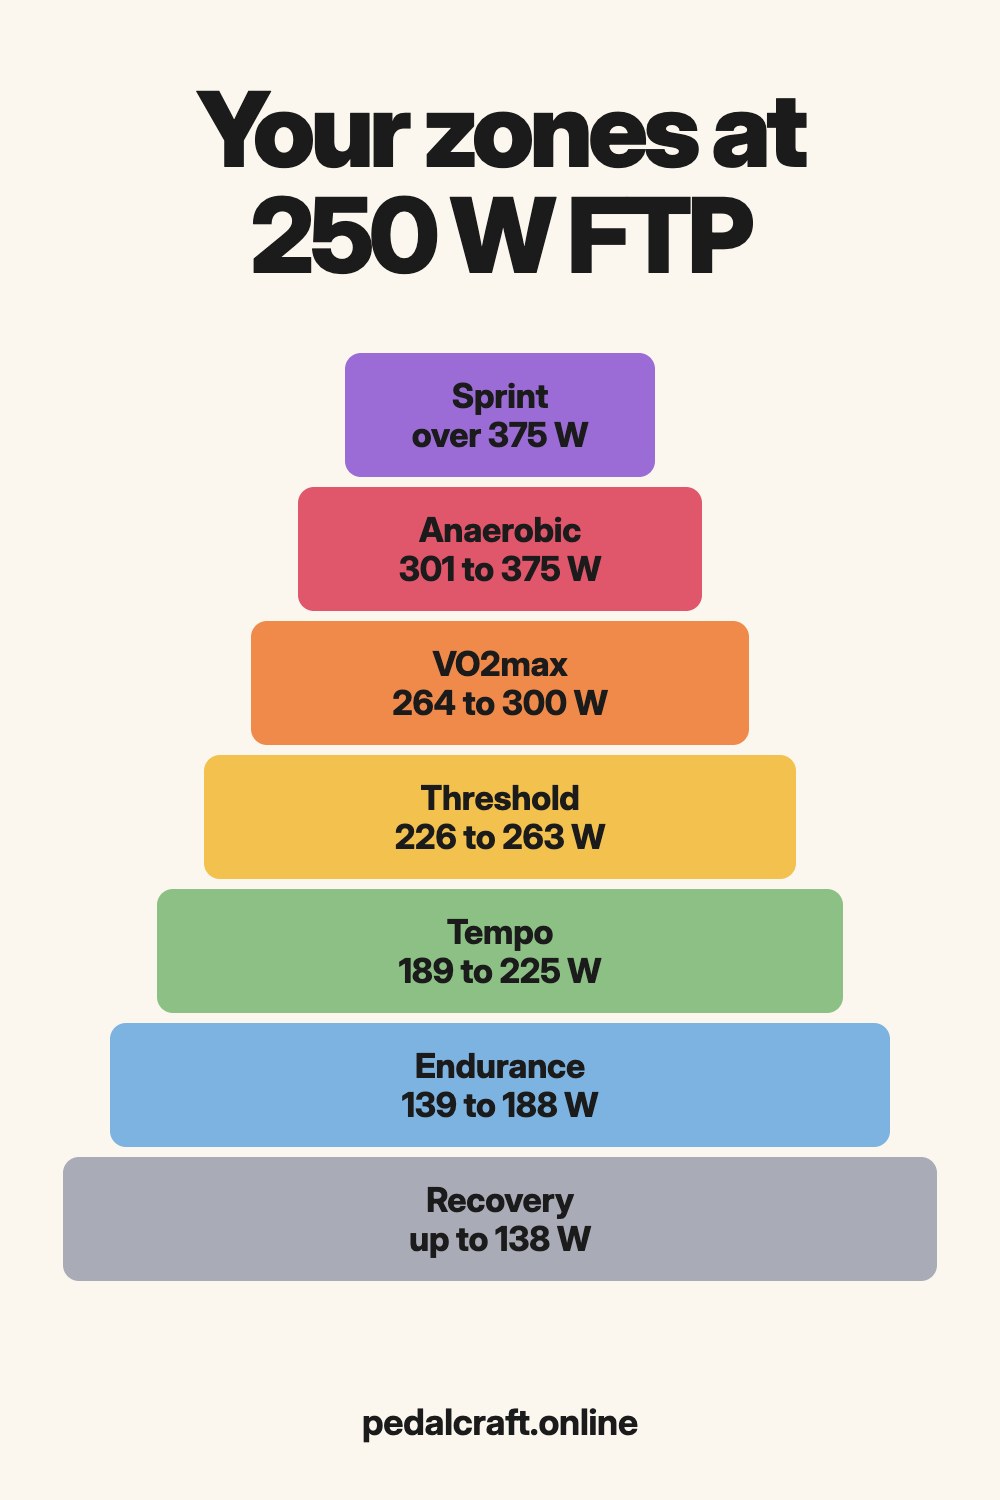 Your zones at
250 W FTP
Sprint
over 375 W
Anaerobic
301 to 375 W
VO2max
264 to 300 W
Threshold
226 to 263 W
Tempo
189 to 225 W
Endurance
139 to 188 W
Recovery
up to 138 W
pedalcraft.online